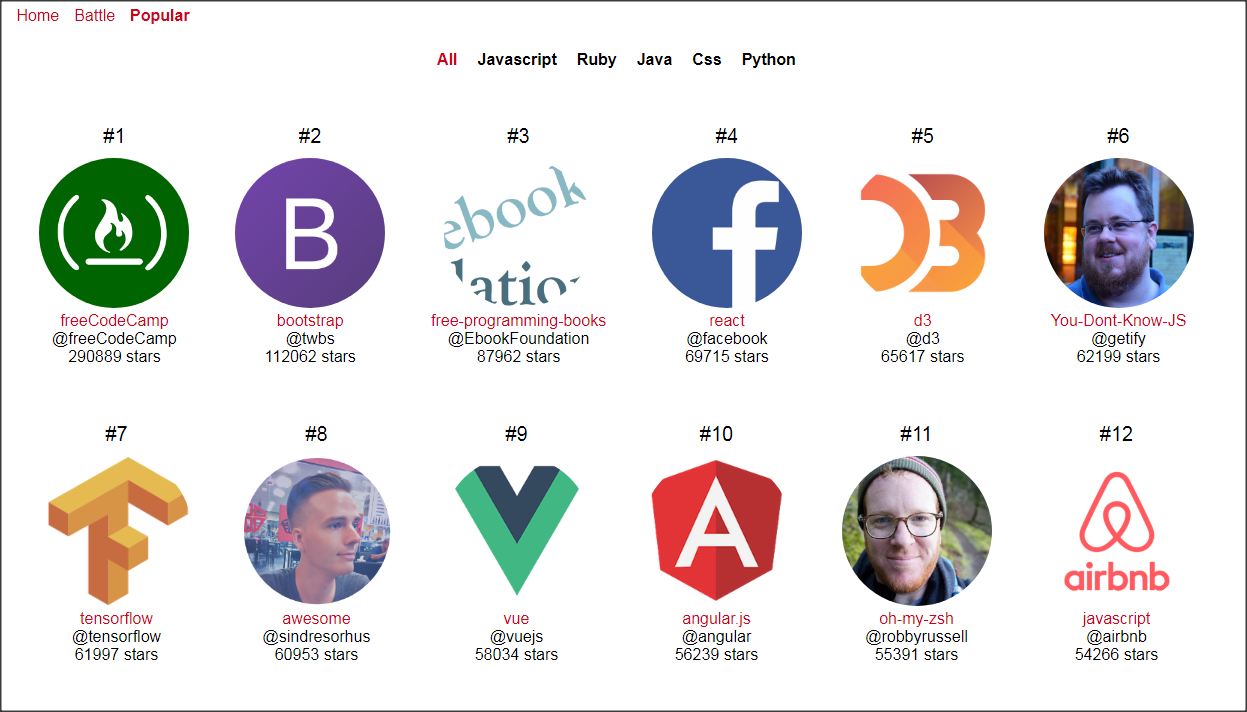 Home Battle Popular
All Javascript Ruby Java Css Python
#1 #2 #3 #4 #5 #6
B ebook f D3
lation
freeCodeCamp bootstrap free-programming-books react d3 You-Dont-Know-JS
@freeCodeCamp @twbs @EbookFoundation @facebook @d3 @getify
290889 stars 112062 stars 87962 stars 69715 stars 65617 stars 62199 stars
#7 #8 #9 #10 #11 #12
A
airbnb
tensorflow awesome vue angular.js oh-my-zsh javascript
@tensorflow @sindresorhus @vuejs @angular @robbyrussell @airbnb
61997 stars 60953 stars 58034 stars 56239 stars 55391 stars 54266 stars